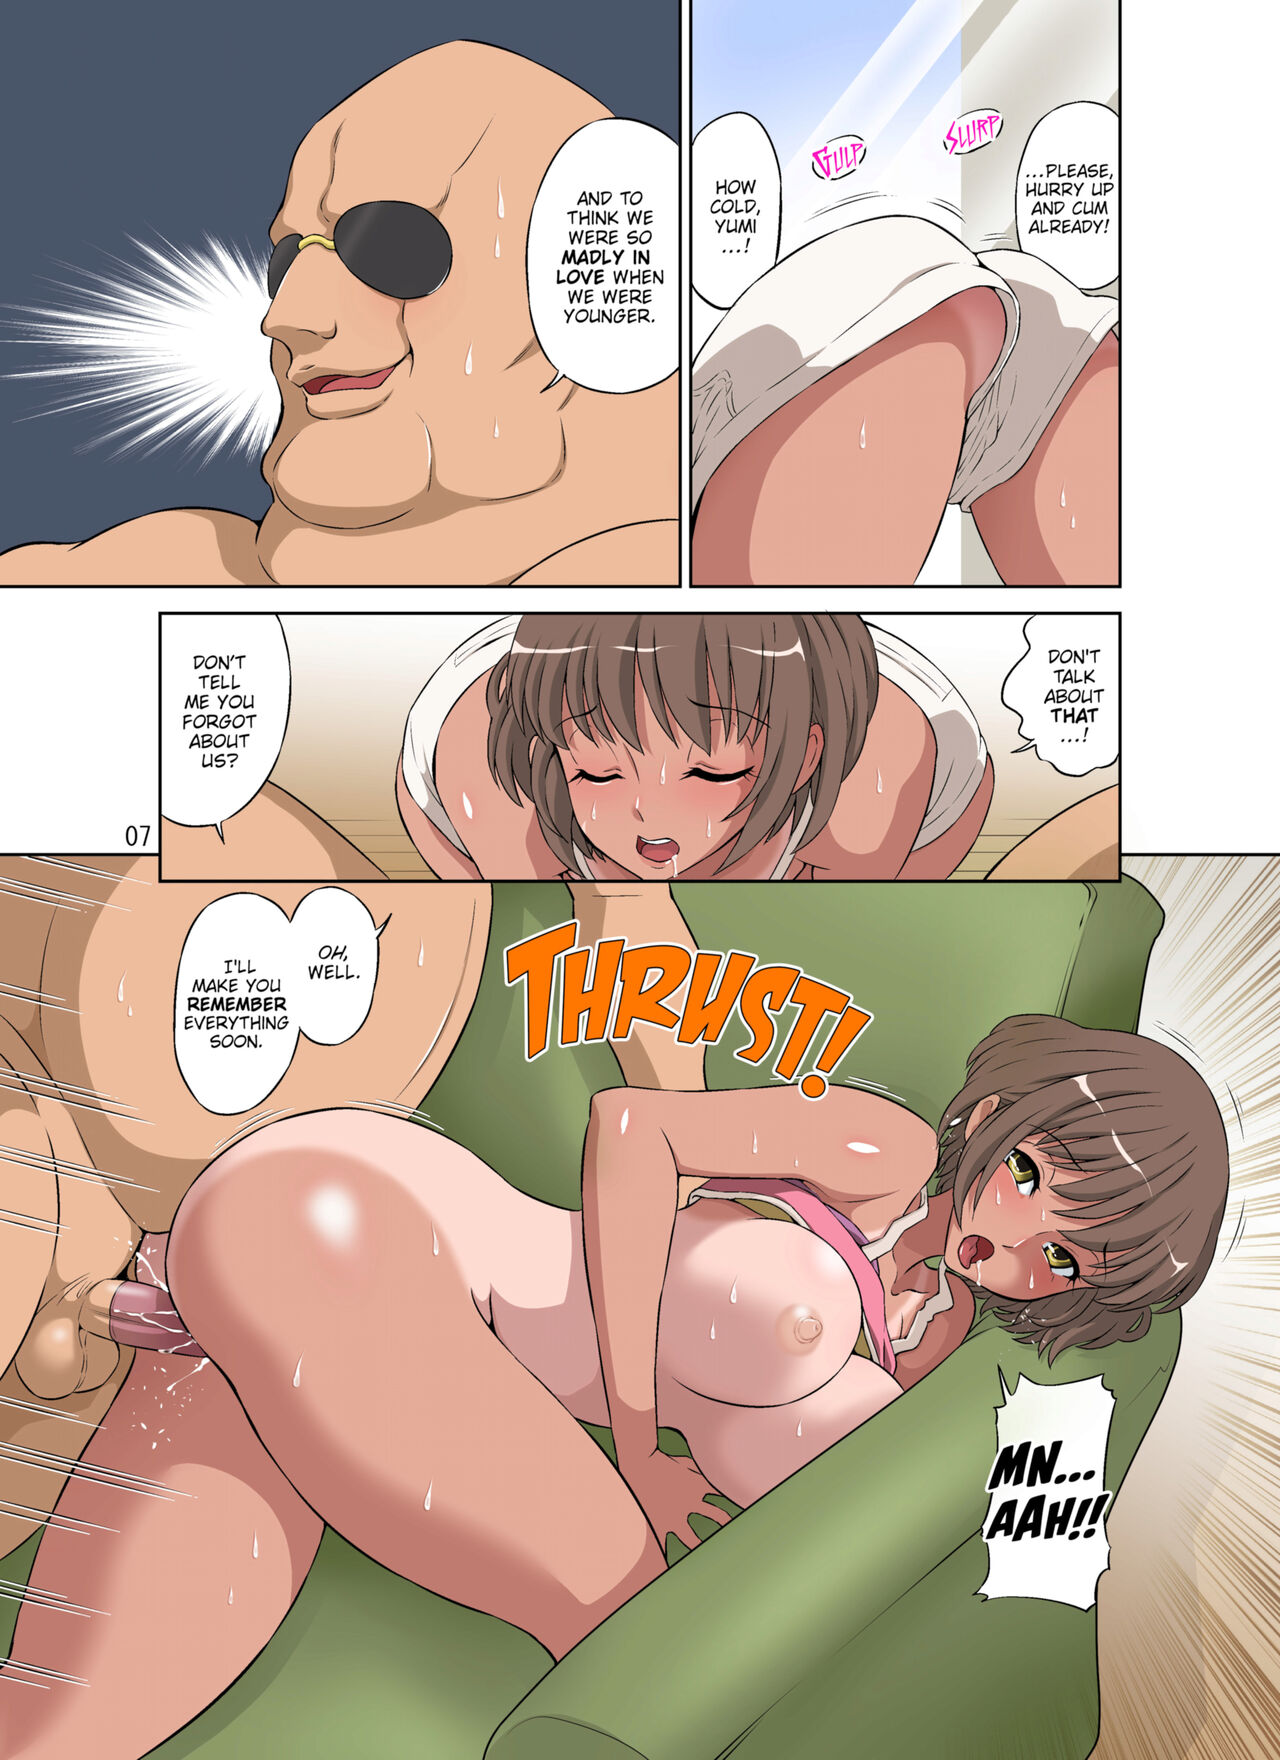 ...PLEASE,
HURRY UP
AND CUM
ALREADY!
SLURP
GULP
HOW
COLD,
YUMI
...!
AND TO
THINK WE
WERE SO
MADLY IN
LOVE WHEN
WE WERE
YOUNGER.
DON'T
TALK
ABOUT
THAT
...!
DON'T
TELL
ME YOU
FORGOT
ABOUT
US?
07
OH,
WELL.
I'LL
MAKE YOU
REMEMBER
EVERYTHING
SOON.
THRUST!
MN...
AAH!!